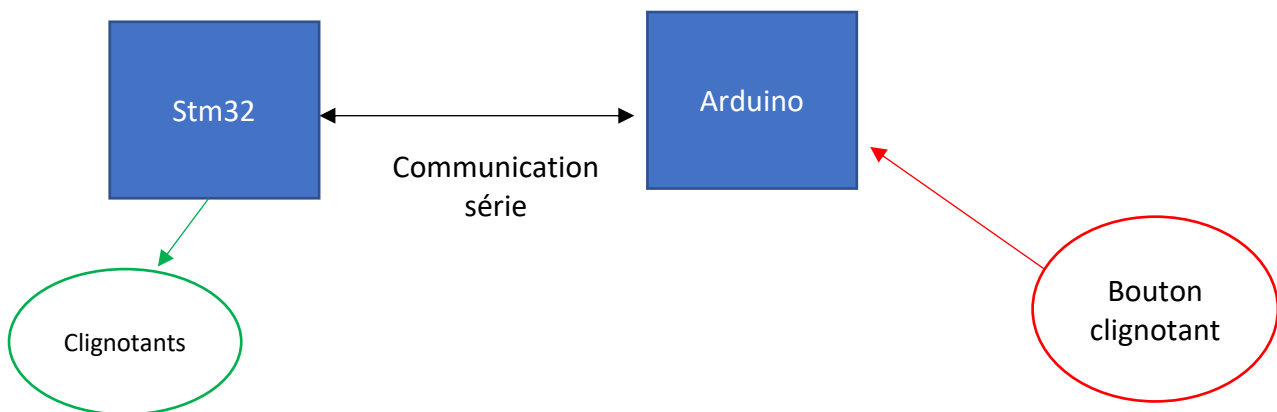 Stm32
Arduino
Communication
série
Bouton
clignotant
Clignotants